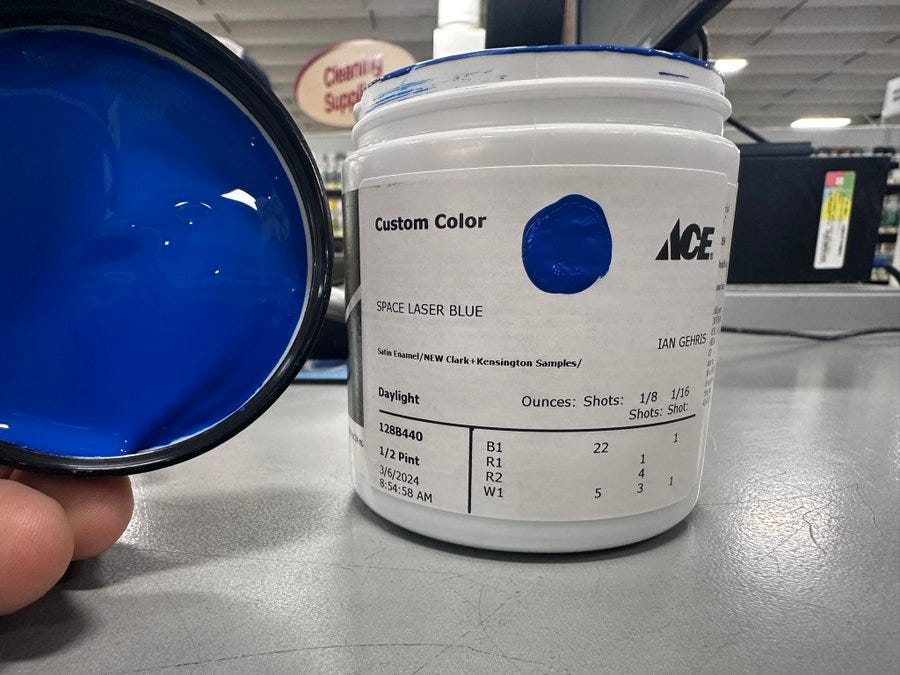 Cleaning
Supplies
Custom Color
ACE
SPACE LASER BLUE
IAN GEHRIS
Satin Enamel/NEW Clark+Kensington Samples/
Daylight
Ounces: Shots: 1/8 Shots: 1/16 Shot:
128B440
1/2 Pint
3/6/2024
8:54:58 AM
B1 22 1
R1 1
R2 4
W1 5 3 1